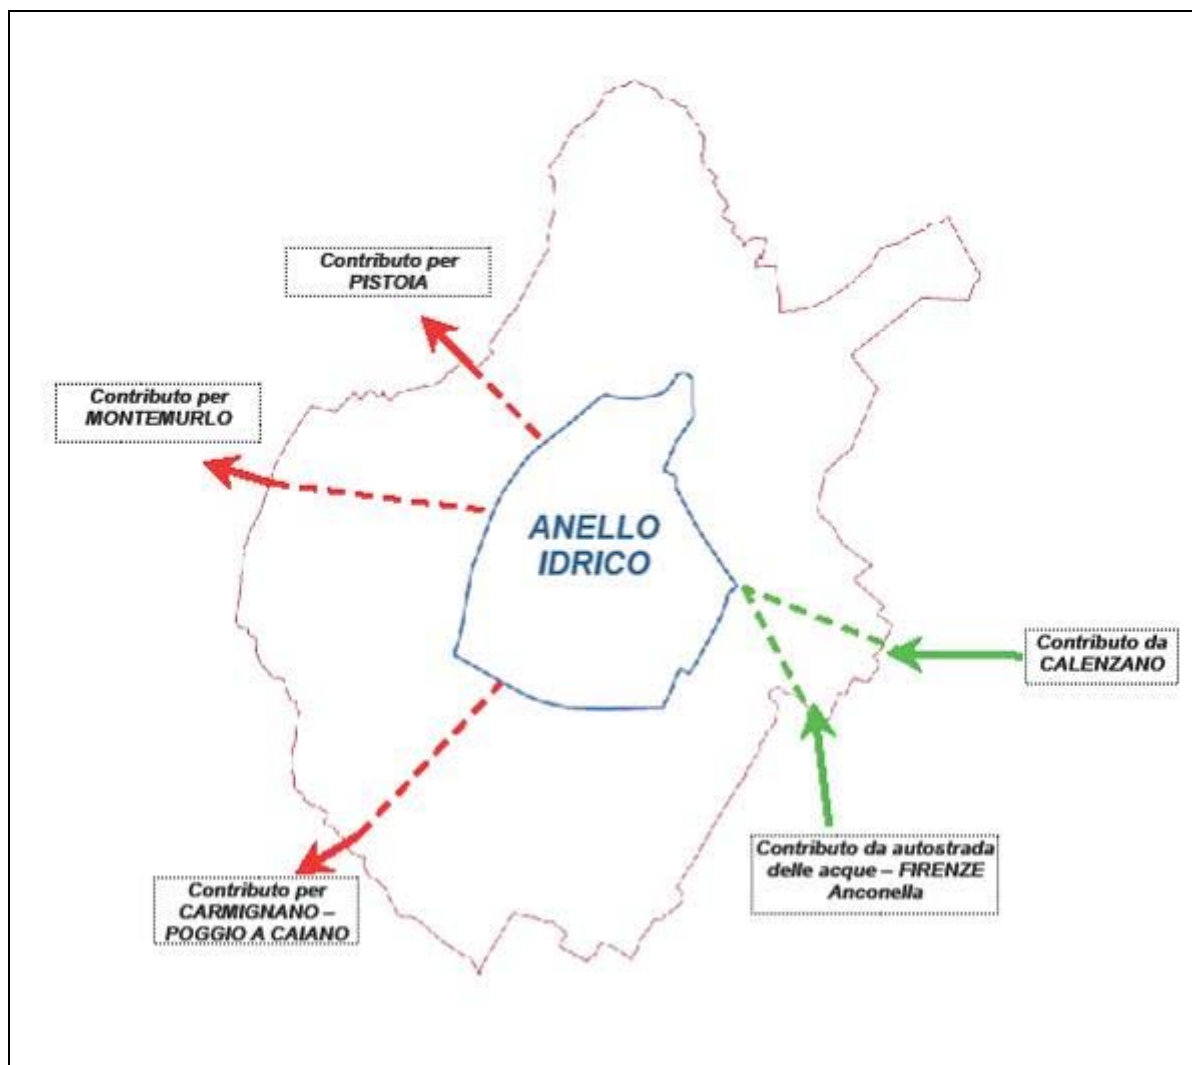 Contributo per
PISTOIA
Contributo per
MONTEMURLO
ANELLO
IDRICO
Contributo da
CALENZANO
Contributo da autostrada
delle acque – FIRENZE
Anconella
Contributo per
CARMIGNANO –
POGGIO A CAIANO